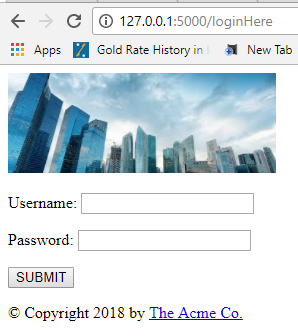 127.0.0.1:5000/loginHere
Apps Gold Rate History in New Tab
Username:
Password:
SUBMIT
© Copyright 2018 by The Acme Co.